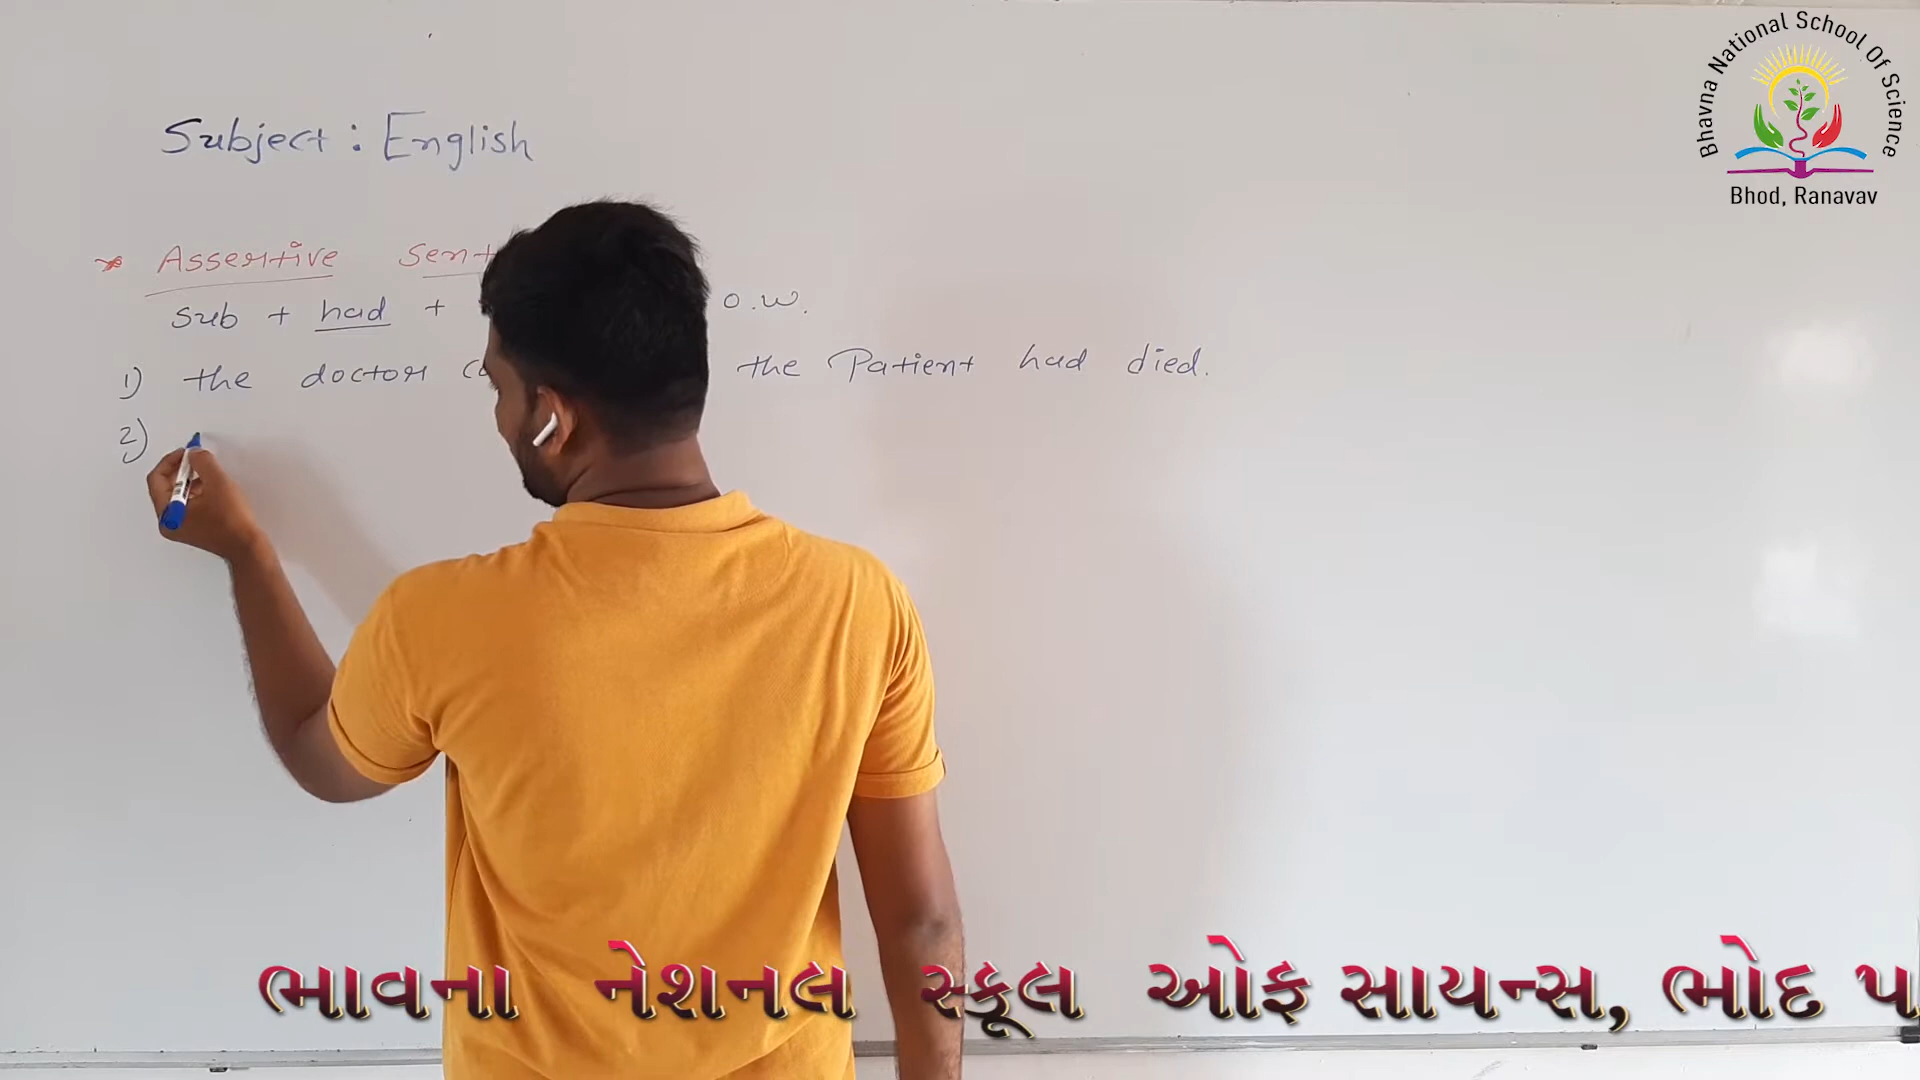 Bhavna National School Of Science
Bhod, Ranavav
Subject : English
* Assertive
sub + had + o.w.
1) the doctor the Patient had died.
2)
ભાવના નેશનલ સ્કૂલ ઓફ સાયન્સ, ભોદ